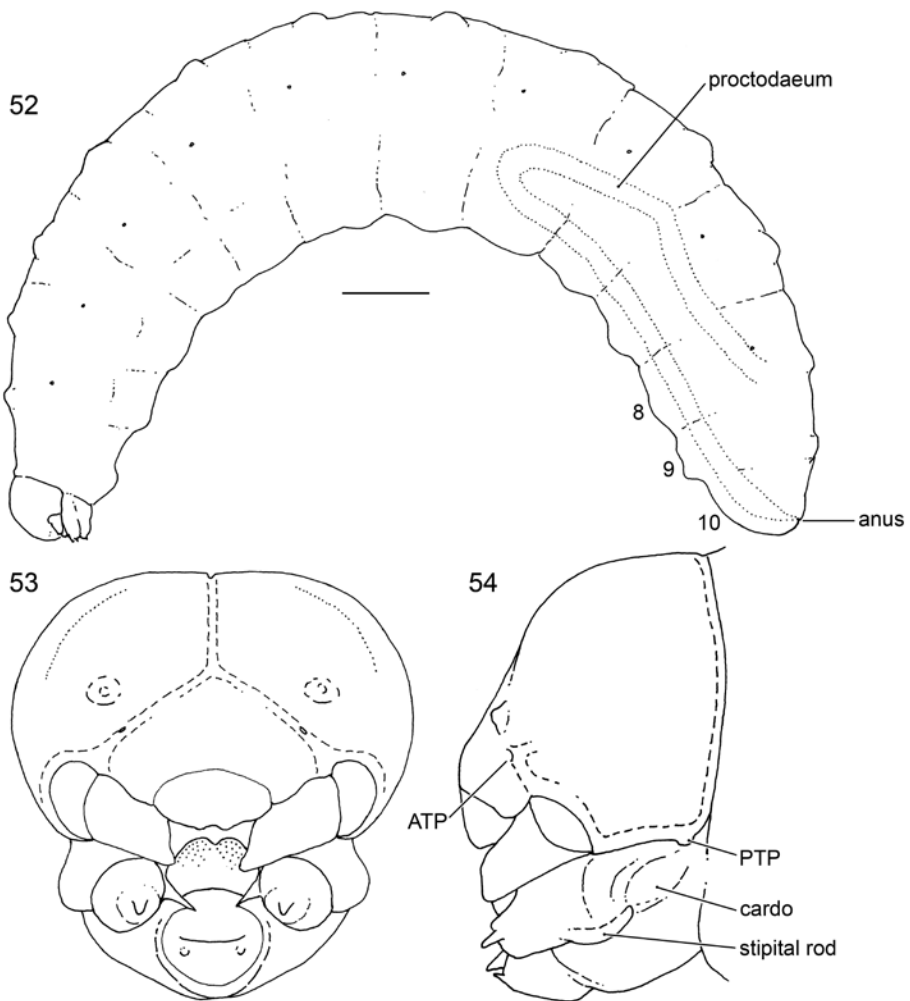 52
proctodaeum
8
9
10
anus
53
54
ATP
PTP
cardo
stipital rod